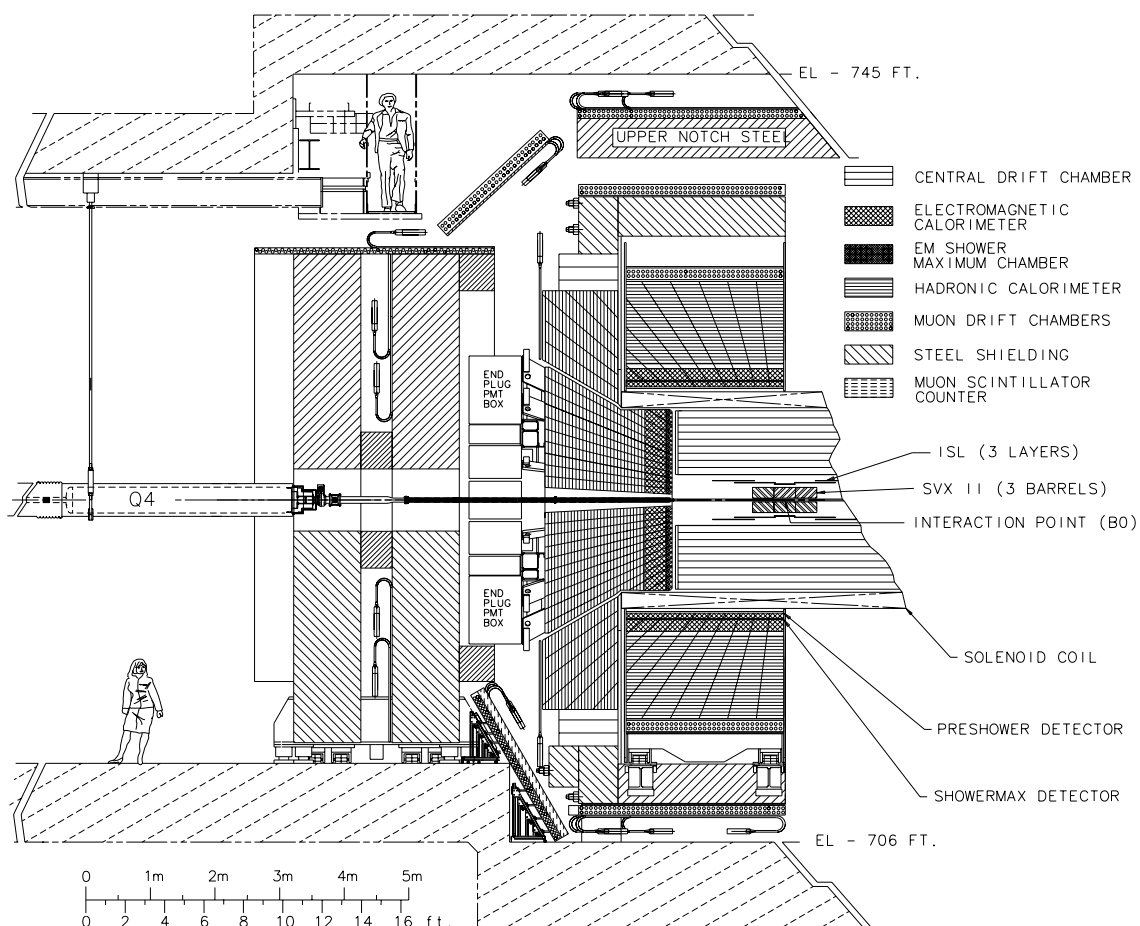 EL - 745 FT.
UPPER NOTCH STEEL
CENTRAL DRIFT CHAMBER
ELECTROMAGNETIC
CALORIMETER
EM SHOWER
MAXIMUM CHAMBER
HADRONIC CALORIMETER
MUON DRIFT CHAMBERS
STEEL SHIELDING
MUON SCINTILLATOR
COUNTER
END
PLUG
PMT
BOX
ISL (3 LAYERS)
Q4
SVX II (3 BARRELS)
INTERACTION POINT (B0)
END
PLUG
PMT
BOX
SOLENOID COIL
PRESHOWER DETECTOR
SHOWERMAX DETECTOR
EL - 706 FT.
0 1m 2m 3m 4m 5m
0 2 4 6 8 10 12 14 16 ft.